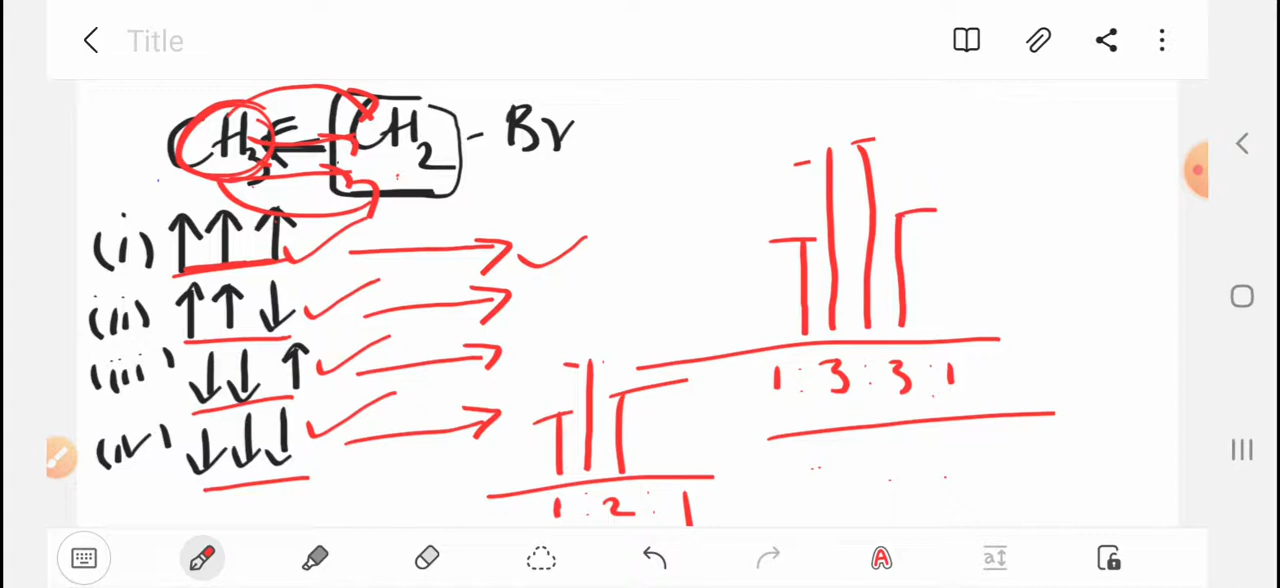 Title
CH3 - CH2 - Br
(i) ↑↑↑
(ii) ↑↑↓
(iii) ↓↓↑
(iv) ↓↓↓
1 : 3 : 3 : 1
1 : 2 : 1
A
a